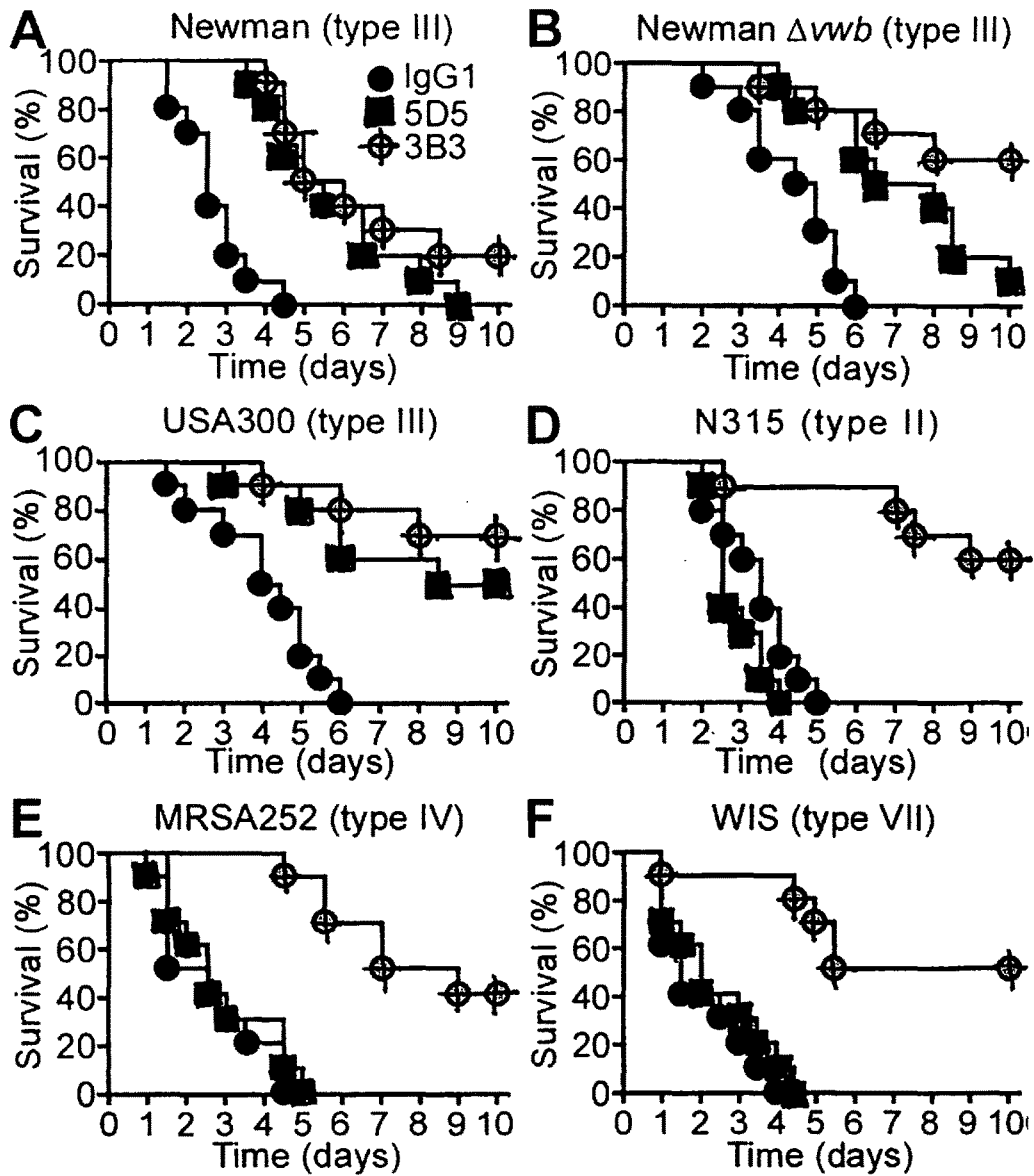 A Newman (type III)
IgG1
5D5
3B3
Survival (%)
100
80
60
40
20
0
0 1 2 3 4 5 6 7 8 9 10
Time (days)
B Newman Δvwb (type III)
Survival (%)
100
80
60
40
20
0
0 1 2 3 4 5 6 7 8 9 10
Time (days)
C USA300 (type III)
Survival (%)
100
80
60
40
20
0
0 1 2 3 4 5 6 7 8 9 10
Time (days)
D N315 (type II)
Survival (%)
100
80
60
40
20
0
0 1 2 3 4 5 6 7 8 9 10
Time (days)
E MRSA252 (type IV)
Survival (%)
100
80
60
40
20
0
0 1 2 3 4 5 6 7 8 9 10
Time (days)
F WIS (type VII)
Survival (%)
100
80
60
40
20
0
0 1 2 3 4 5 6 7 8 9 10
Time (days)